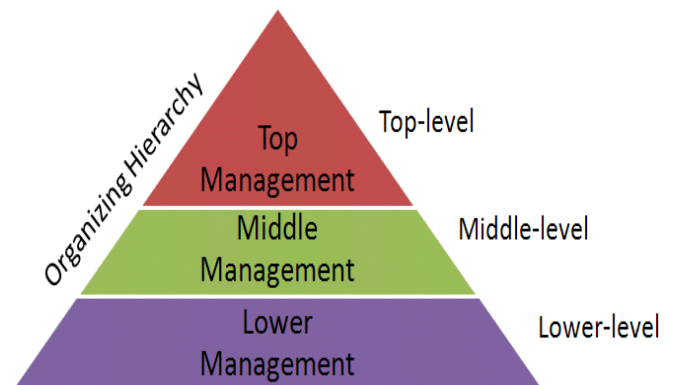 Organizing Hierarchy
Top
Management
Top-level
Middle
Management
Middle-level
Lower
Management
Lower-level